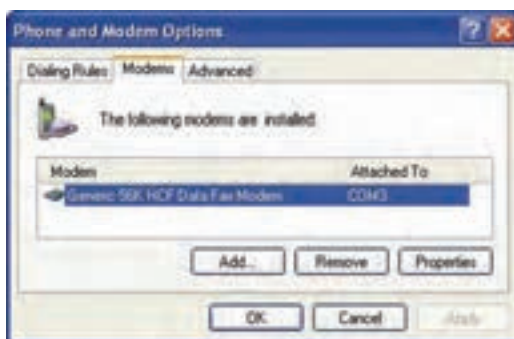 Phone and Modem Options
Dialing Rules Modems Advanced
The following modems are installed:
Modem Attached To
Generic 56K HCF Data Fax Modem COM3
Add... Remove Properties
OK Cancel Apply